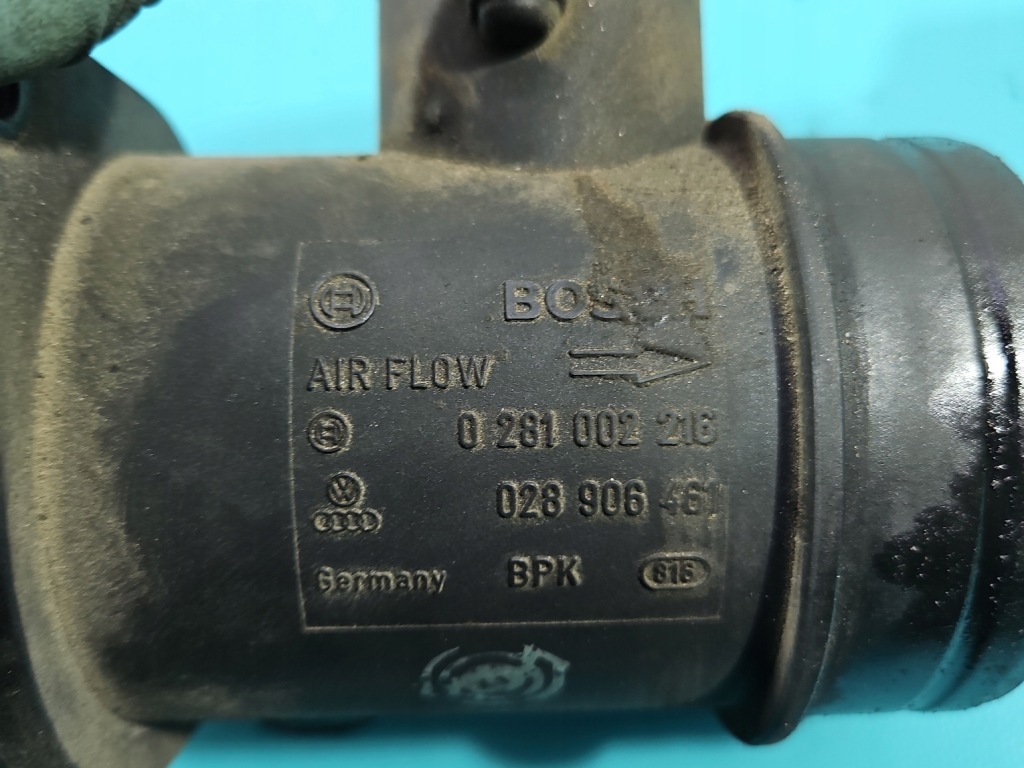 BOSCH
AIR FLOW
0 281 002 216
028 906 461
Germany BPK 816